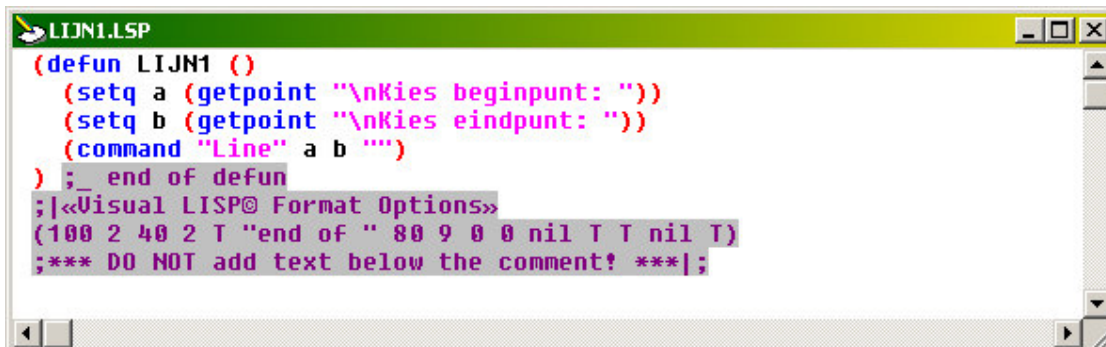 LIJN1.LSP
(defun LIJN1 ()
  (setq a (getpoint "\nKies beginpunt: "))
  (setq b (getpoint "\nKies eindpunt: "))
  (command "Line" a b "")
) ;_ end of defun
;|«Visual LISP© Format Options»
(100 2 40 2 T "end of " 80 9 0 0 nil T T nil T)
;*** DO NOT add text below the comment! ***|;